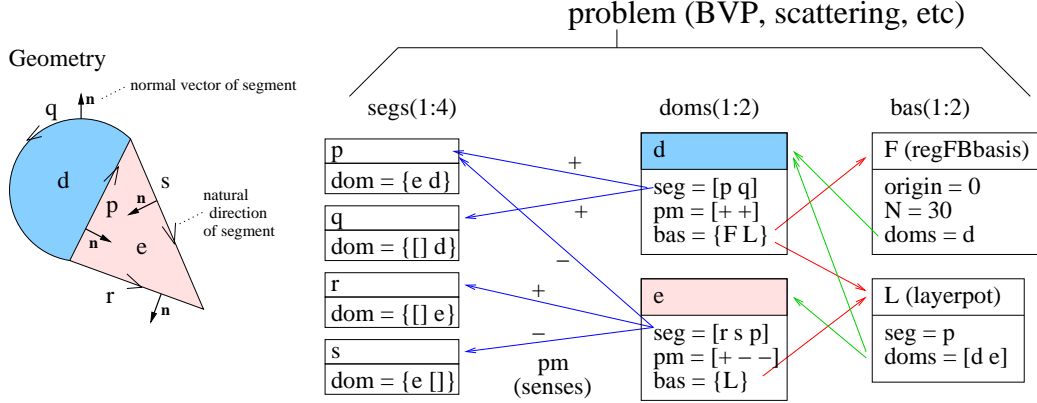 problem (BVP, scattering, etc)
Geometry
normal vector of segment
n
q
d
p
s
n
n
e
r
n
natural
direction
of segment
segs(1:4)
p
dom = {e d}
q
dom = {[] d}
r
dom = {[] e}
s
dom = {e []}
+
+
−
+
−
pm
(senses)
doms(1:2)
d
seg = [p q]
pm = [+ +]
bas = {F L}
e
seg = [r s p]
pm = [+ − −]
bas = {L}
bas(1:2)
F (regFBbasis)
origin = 0
N = 30
doms = d
L (layerpot)
seg = p
doms = [d e]